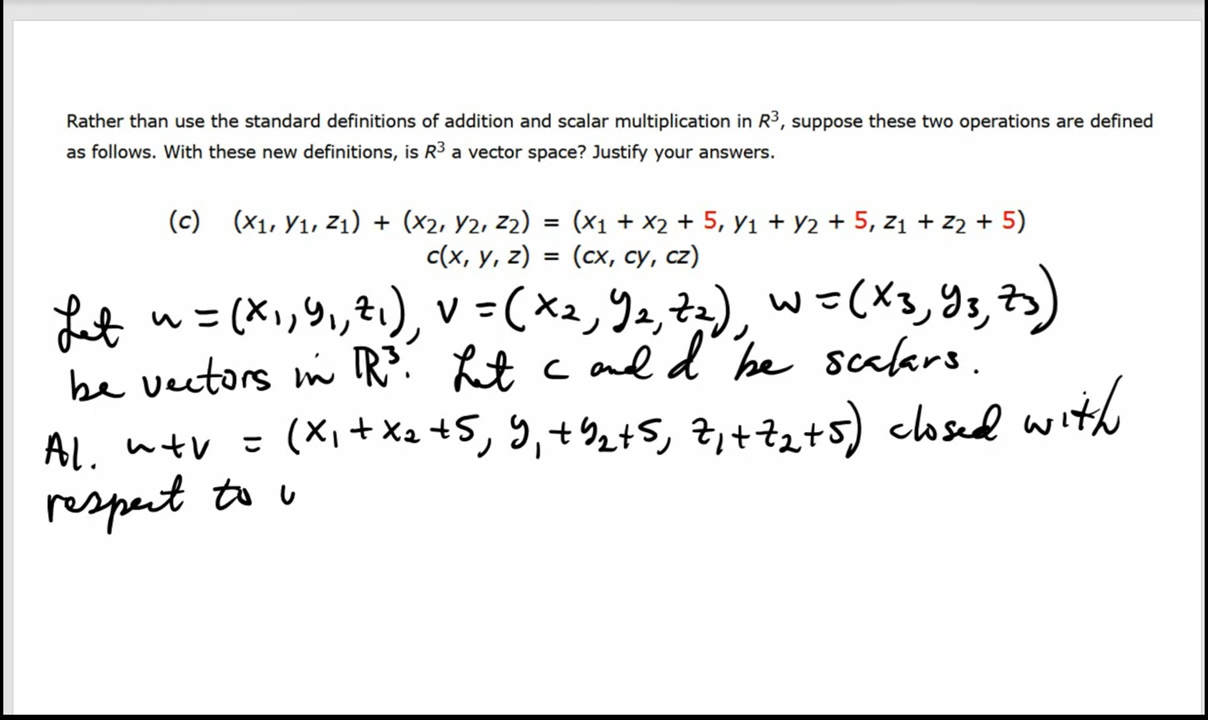 Rather than use the standard definitions of addition and scalar multiplication in R³, suppose these two operations are defined
as follows. With these new definitions, is R³ a vector space? Justify your answers.
(c) (x₁, y₁, z₁) + (x₂, y₂, z₂) = (x₁ + x₂ + 5, y₁ + y₂ + 5, z₁ + z₂ + 5)
c(x, y, z) = (cx, cy, cz)
Let u = (x₁, y₁, z₁), v = (x₂, y₂, z₂), w = (x₃, y₃, z₃)
be vectors in ℝ³. Let c and d be scalars.
A1. u+v = (x₁+x₂+5, y₁+y₂+5, z₁+z₂+5) closed with
respect to